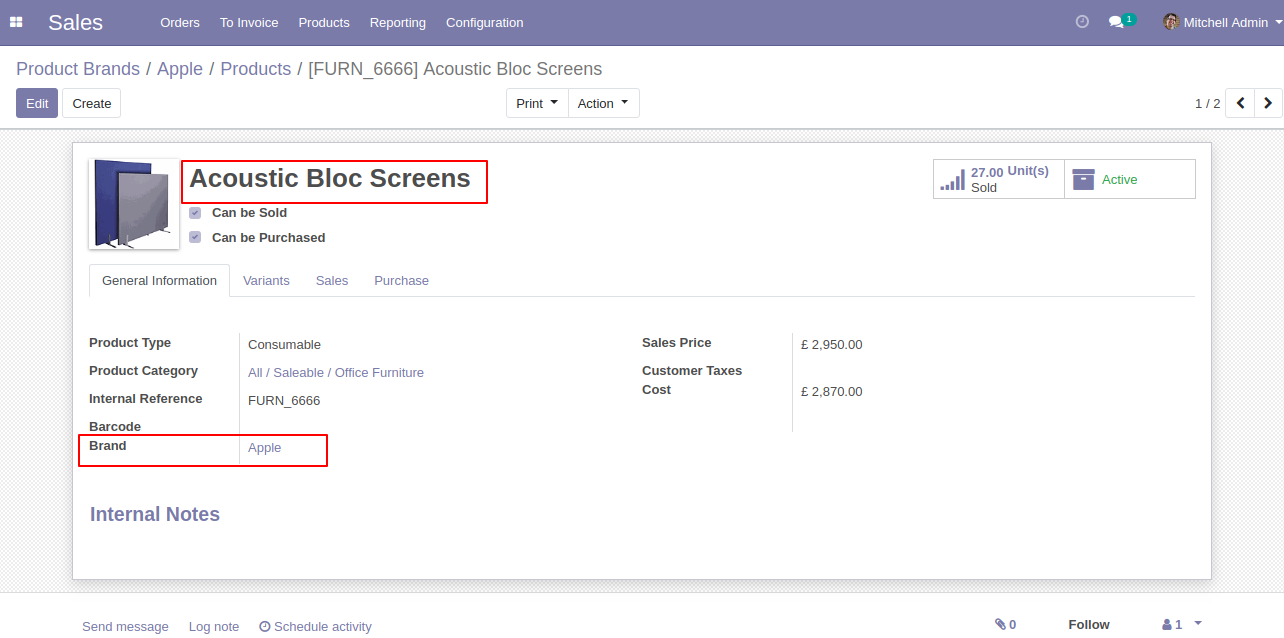 Sales Orders To Invoice Products Reporting Configuration 1 Mitchell Admin
Product Brands / Apple / Products / [FURN_6666] Acoustic Bloc Screens
Edit Create Print Action 1 / 2
Acoustic Bloc Screens
27.00 Unit(s)
Sold
Active
Can be Sold
Can be Purchased
General Information Variants Sales Purchase
Product Type Consumable
Product Category All / Saleable / Office Furniture
Internal Reference FURN_6666
Barcode
Brand Apple
Sales Price £ 2,950.00
Customer Taxes
Cost £ 2,870.00
Internal Notes
Send message Log note Schedule activity 0 Follow 1